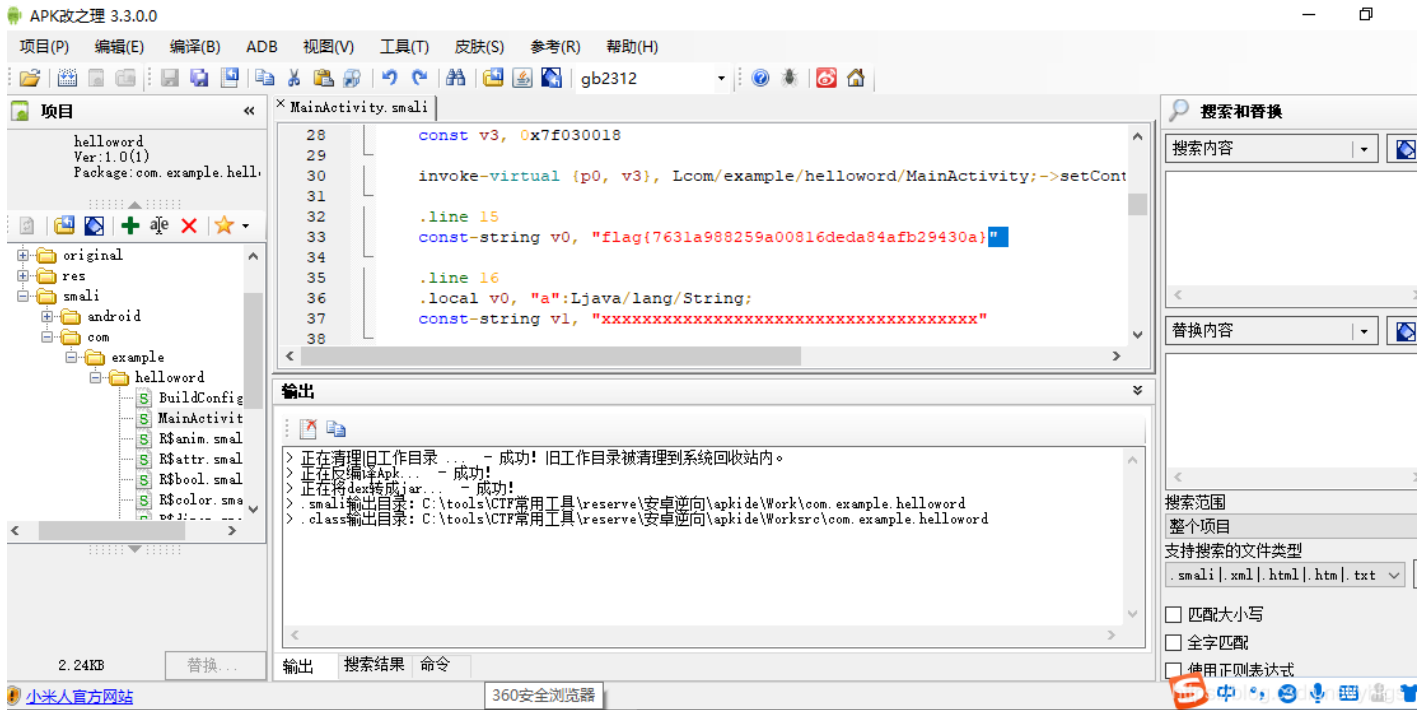 APK改之理 3.3.0.0
项目(P) 编辑(E) 编译(B) ADB 视图(V) 工具(T) 皮肤(S) 参考(R) 帮助(H)
gb2312
项目
helloword
Ver:1.0(1)
Package:com.example.hell
original
res
smali
android
com
example
helloword
BuildConfig
MainActivit
R$anim.smal
R$attr.smal
R$bool.smal
R$color.sma
2.24KB
替换...
MainActivity.smali
28 const v3, 0x7f030018
29
30 invoke-virtual {p0, v3}, Lcom/example/helloword/MainActivity;->setCont
31
32 .line 15
33 const-string v0, "flag{7631a988259a00816deda84afb29430a}"
34
35 .line 16
36 .local v0, "a":Ljava/lang/String;
37 const-string v1, "xxxxxxxxxxxxxxxxxxxxxxxxxxxxxxxxxxxxx"
38
输出
> 正在清理旧工作目录 ... - 成功! 旧工作目录被清理到系统回收站内。
> 正在反编译Apk... - 成功!
> 正在将dex转成jar... - 成功!
> .smali输出目录: C:\tools\CTF常用工具\reserve\安卓逆向\apkide\Work\com.example.helloword
> .class输出目录: C:\tools\CTF常用工具\reserve\安卓逆向\apkide\Worksrc\com.example.helloword
输出 搜索结果 命令
搜索和替换
搜索内容
替换内容
搜索范围
整个项目
支持搜索的文件类型
.smali|.xml|.html|.htm|.txt
匹配大小写
全字匹配
使用正则表达式
小米人官方网站
360安全浏览器
中